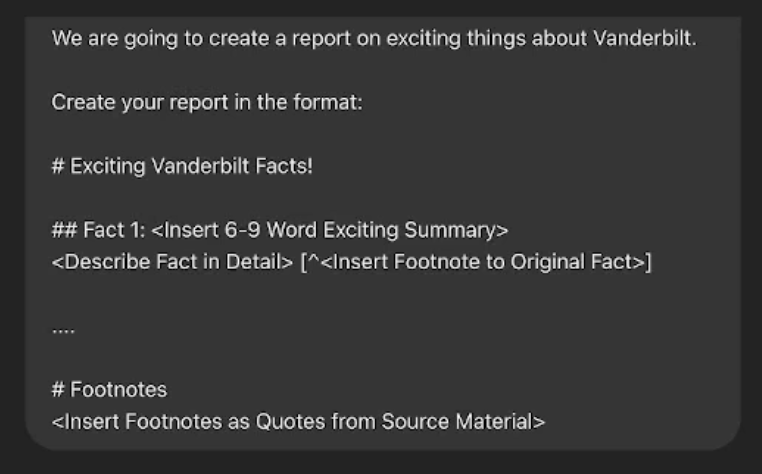 We are going to create a report on exciting things about Vanderbilt.
Create your report in the format:
# Exciting Vanderbilt Facts!
## Fact 1: <Insert 6-9 Word Exciting Summary>
<Describe Fact in Detail> [^<Insert Footnote to Original Fact>]
....
# Footnotes
<Insert Footnotes as Quotes from Source Material>